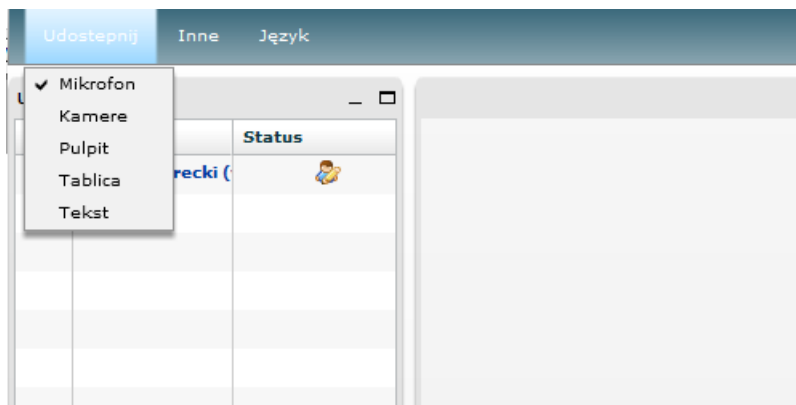 Udostepnij Inne Język
Mikrofon
Kamere
Pulpit
Tablica
Tekst
Status
recki (